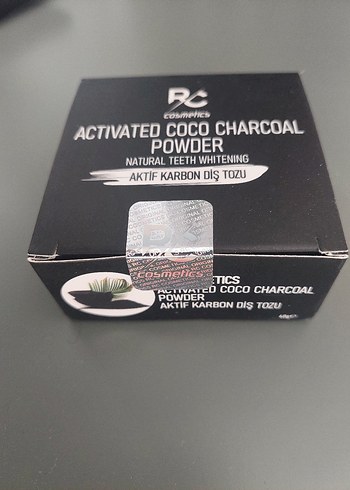 RC
cosmetics
ACTIVATED COCO CHARCOAL
POWDER
NATURAL TEETH WHITENING
AKTİF KARBON DİŞ TOZU
RC
cosmetics
ACTIVATED COCO CHARCOAL
POWDER
AKTİF KARBON DİŞ TOZU